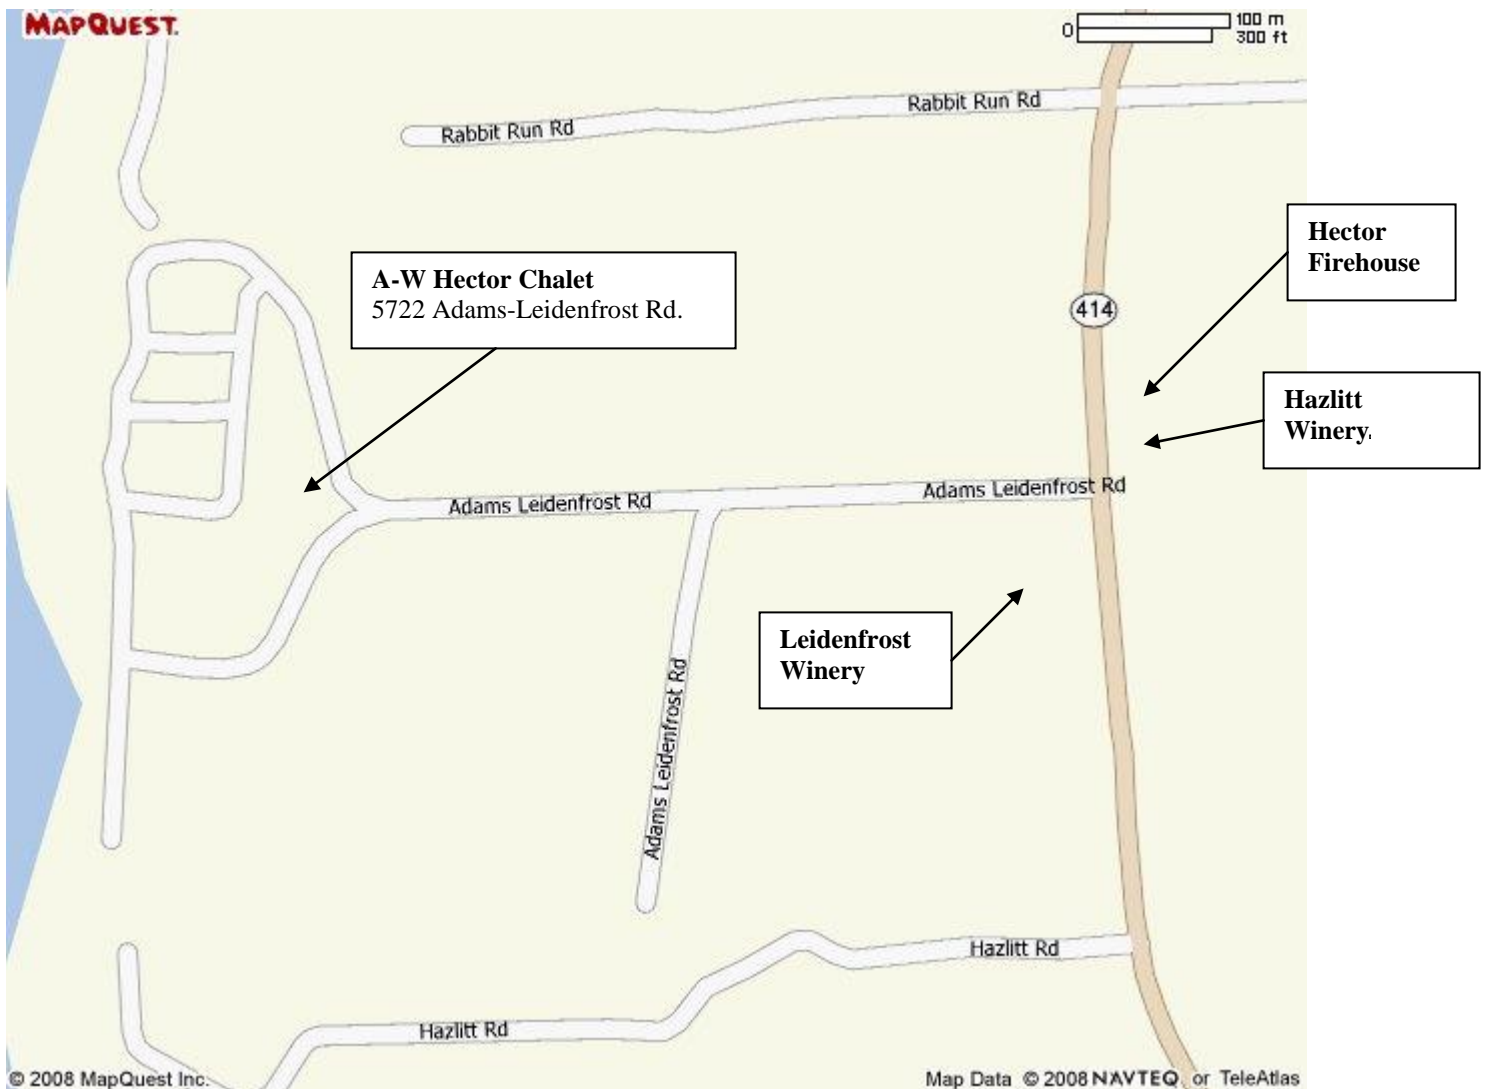 MAPQUEST.
0
100 m
300 ft
Rabbit Run Rd
Rabbit Run Rd
Hector
Firehouse
A-W Hector Chalet
5722 Adams-Leidenfrost Rd.
414
Hazlitt
Winery.
Adams Leidenfrost Rd
Adams Leidenfrost Rd
Leidenfrost
Winery
Adams Leidenfrost Rd
Hazlitt Rd
Hazlitt Rd
© 2008 MapQuest Inc.
Map Data © 2008 NAVTEQ or TeleAtlas